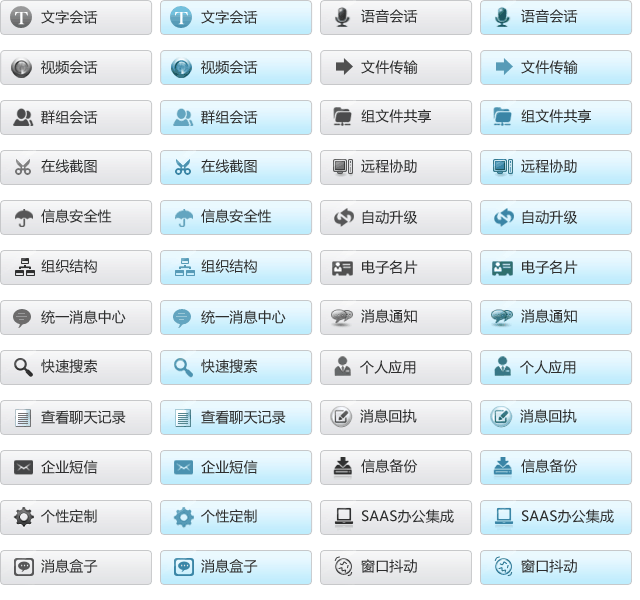 文字会话 文字会话 语音会话 语音会话
视频会话 视频会话 文件传输 文件传输
群组会话 群组会话 组文件共享 组文件共享
在线截图 在线截图 远程协助 远程协助
信息安全性 信息安全性 自动升级 自动升级
组织结构 组织结构 电子名片 电子名片
统一消息中心 统一消息中心 消息通知 消息通知
快速搜索 快速搜索 个人应用 个人应用
查看聊天记录 查看聊天记录 消息回执 消息回执
企业短信 企业短信 信息备份 信息备份
个性定制 个性定制 SAAS办公集成 SAAS办公集成
消息盒子 消息盒子 窗口抖动 窗口抖动